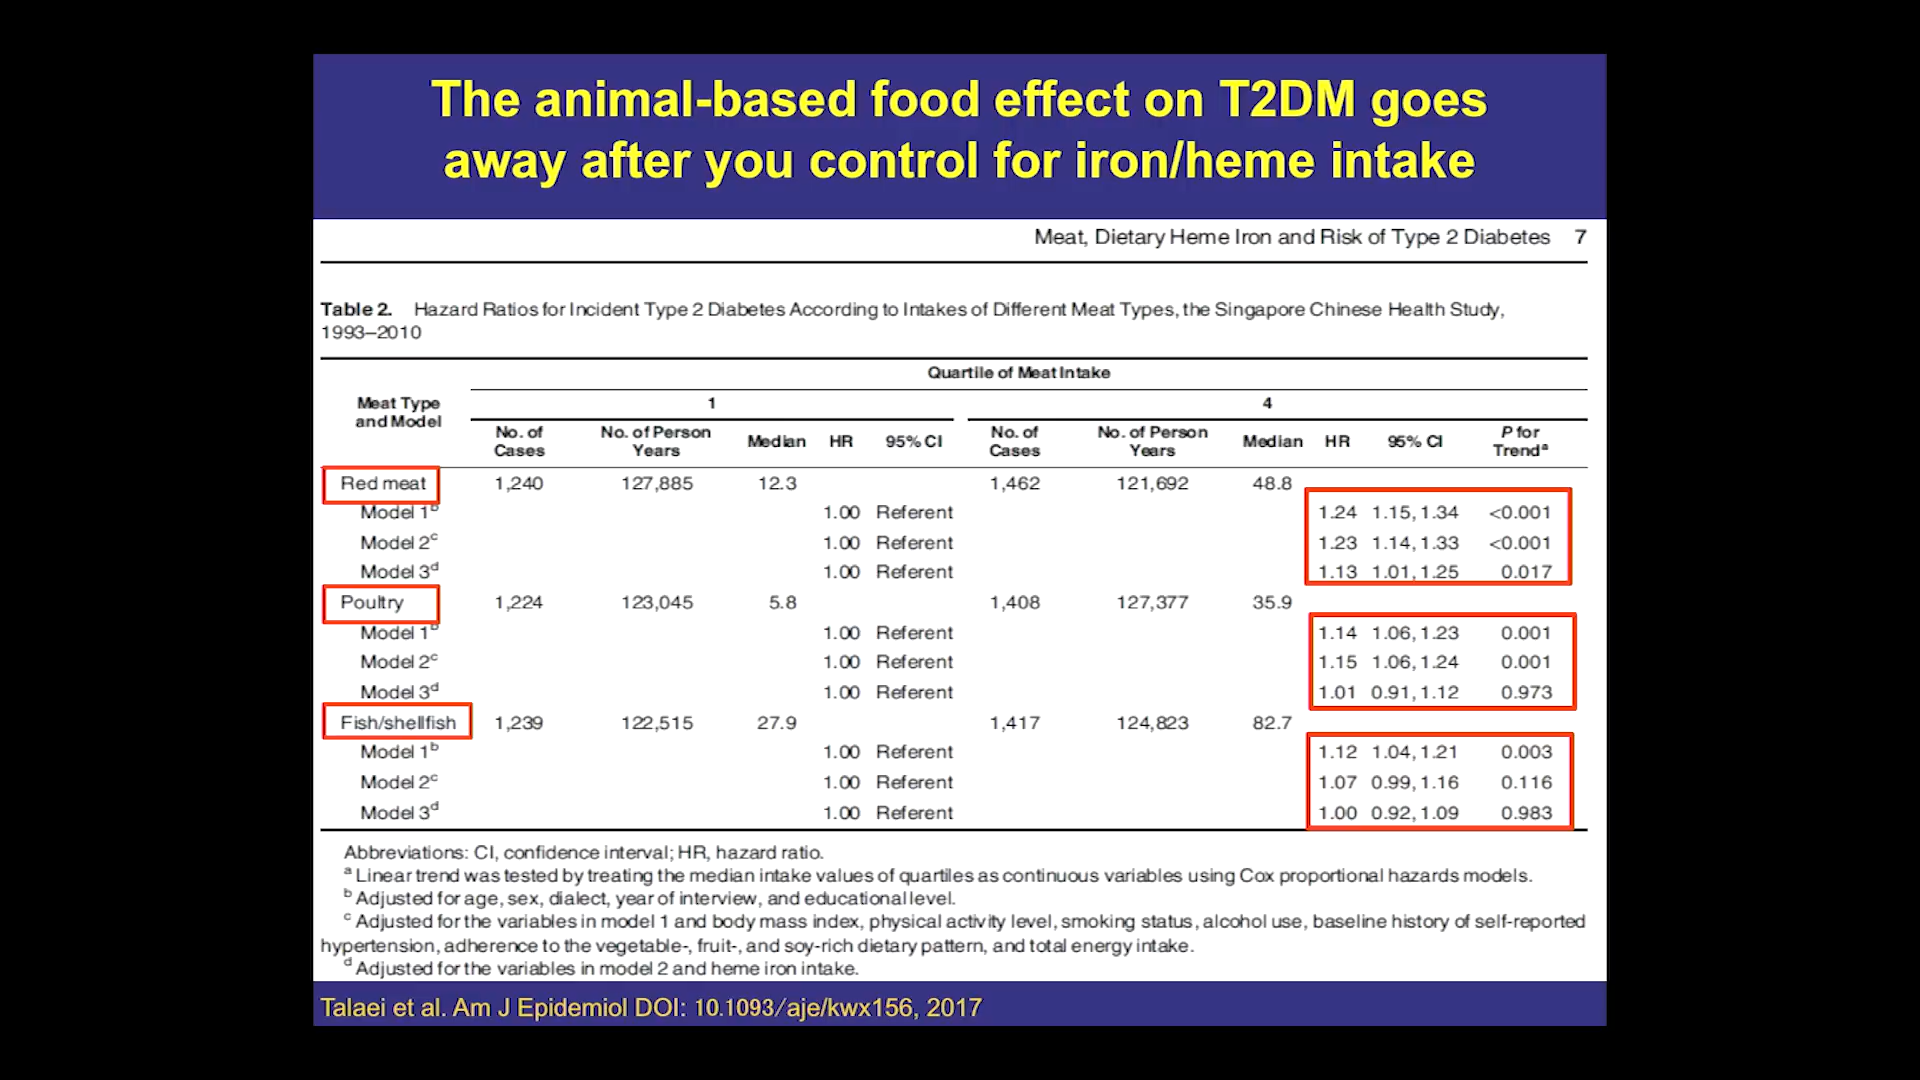 The animal-based food effect on T2DM goes
away after you control for iron/heme intake
Meat, Dietary Heme Iron and Risk of Type 2 Diabetes 7
Table 2. Hazard Ratios for Incident Type 2 Diabetes According to Intakes of Different Meat Types, the Singapore Chinese Health Study,
1993–2010
Quartile of Meat Intake
Meat Type and Model 1 4
No. of Cases No. of Person Years Median HR 95% CI No. of Cases No. of Person Years Median HR 95% CI P for Trendᵃ
Red meat 1,240 127,885 12.3 1,462 121,692 48.8
Model 1ᵇ 1.00 Referent 1.24 1.15, 1.34 <0.001
Model 2ᶜ 1.00 Referent 1.23 1.14, 1.33 <0.001
Model 3ᵈ 1.00 Referent 1.13 1.01, 1.25 0.017
Poultry 1,224 123,045 5.8 1,408 127,377 35.9
Model 1ᵇ 1.00 Referent 1.14 1.06, 1.23 0.001
Model 2ᶜ 1.00 Referent 1.15 1.06, 1.24 0.001
Model 3ᵈ 1.00 Referent 1.01 0.91, 1.12 0.973
Fish/shellfish 1,239 122,515 27.9 1,417 124,823 82.7
Model 1ᵇ 1.00 Referent 1.12 1.04, 1.21 0.003
Model 2ᶜ 1.00 Referent 1.07 0.99, 1.16 0.116
Model 3ᵈ 1.00 Referent 1.00 0.92, 1.09 0.983
Abbreviations: CI, confidence interval; HR, hazard ratio.
ᵃ Linear trend was tested by treating the median intake values of quartiles as continuous variables using Cox proportional hazards models.
ᵇ Adjusted for age, sex, dialect, year of interview, and educational level.
ᶜ Adjusted for the variables in model 1 and body mass index, physical activity level, smoking status, alcohol use, baseline history of self-reported
hypertension, adherence to the vegetable-, fruit-, and soy-rich dietary pattern, and total energy intake.
ᵈ Adjusted for the variables in model 2 and heme iron intake.
Talaei et al. Am J Epidemiol DOI: 10.1093/aje/kwx156, 2017